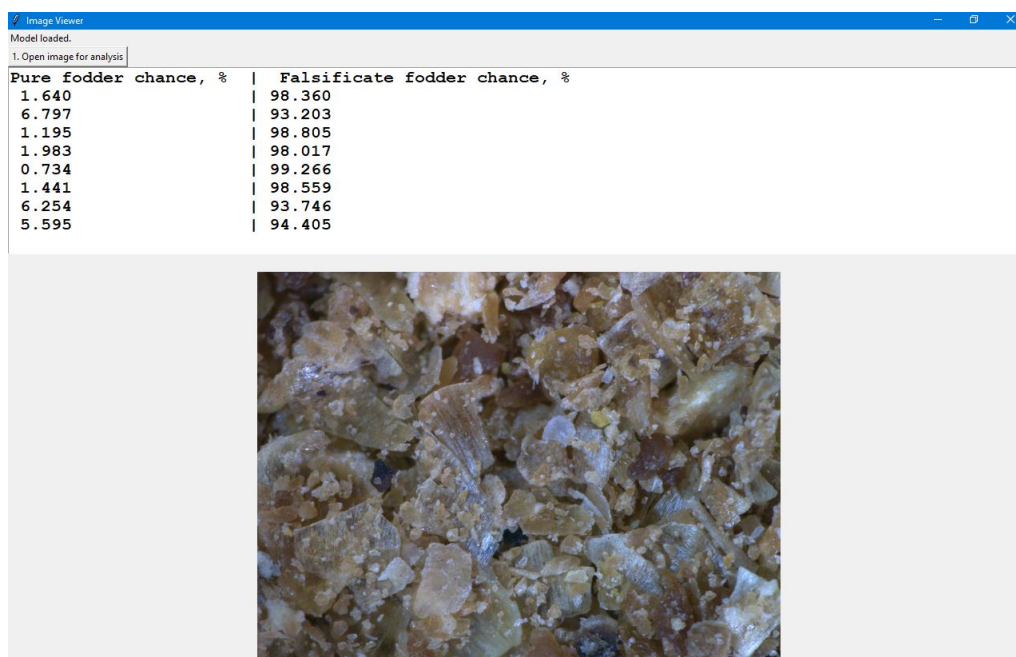 Image Viewer
Model loaded.
1. Open image for analysis
Pure fodder chance, % | Falsificate fodder chance, %
1.640 | 98.360
6.797 | 93.203
1.195 | 98.805
1.983 | 98.017
0.734 | 99.266
1.441 | 98.559
6.254 | 93.746
5.595 | 94.405